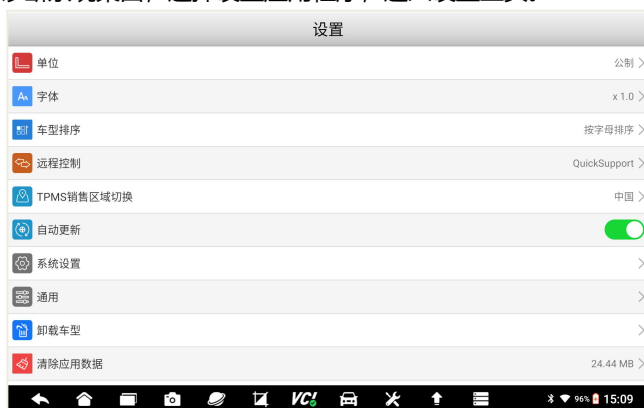 设置
单位 公制
Aa 字体 x 1.0
车型排序 按字母排序
远程控制 QuickSupport
TPMS销售区域切换 中国
自动更新
系统设置
通用
卸载车型
清除应用数据 24.44 MB
VC! 96% 15:09